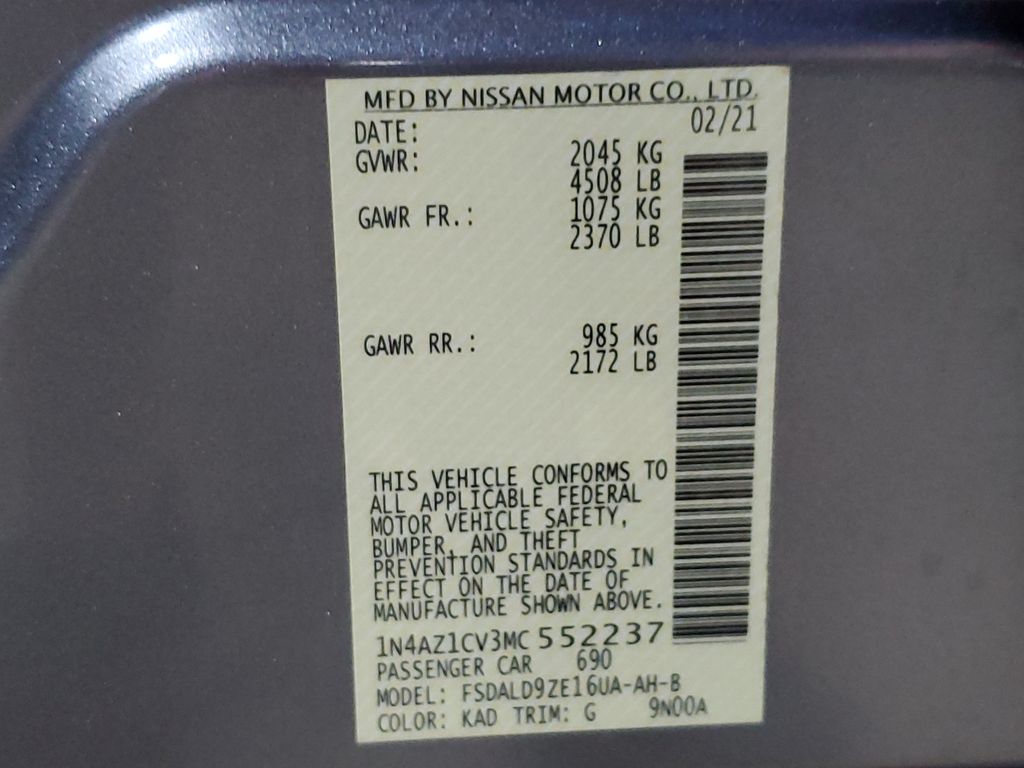 MFD BY NISSAN MOTOR CO., LTD.
DATE: 02/21
GVWR: 2045 KG
4508 LB
GAWR FR.: 1075 KG
2370 LB
GAWR RR.: 985 KG
2172 LB
THIS VEHICLE CONFORMS TO
ALL APPLICABLE FEDERAL
MOTOR VEHICLE SAFETY,
BUMPER, AND THEFT
PREVENTION STANDARDS IN
EFFECT ON THE DATE OF
MANUFACTURE SHOWN ABOVE.
1N4AZ1CV3MC 552237
PASSENGER CAR 690
MODEL: FSDALD9ZE16UA-AH-B
COLOR: KAD TRIM: G 9N00A